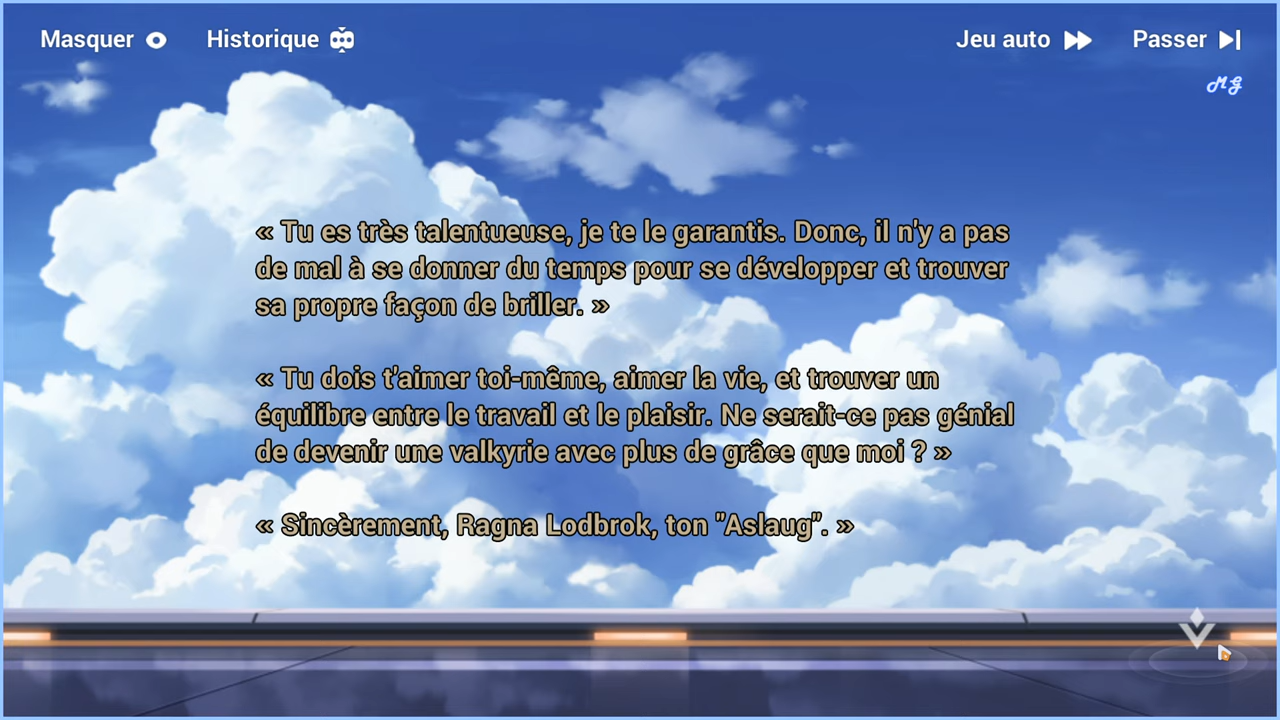 Masquer
Historique
Jeu auto
Passer
MG
« Tu es très talentueuse, je te le garantis. Donc, il n'y a pas
de mal à se donner du temps pour se développer et trouver
sa propre façon de briller. »
« Tu dois t'aimer toi-même, aimer la vie, et trouver un
équilibre entre le travail et le plaisir. Ne serait-ce pas génial
de devenir une valkyrie avec plus de grâce que moi ? »
« Sincèrement, Ragna Lodbrok, ton "Aslaug". »